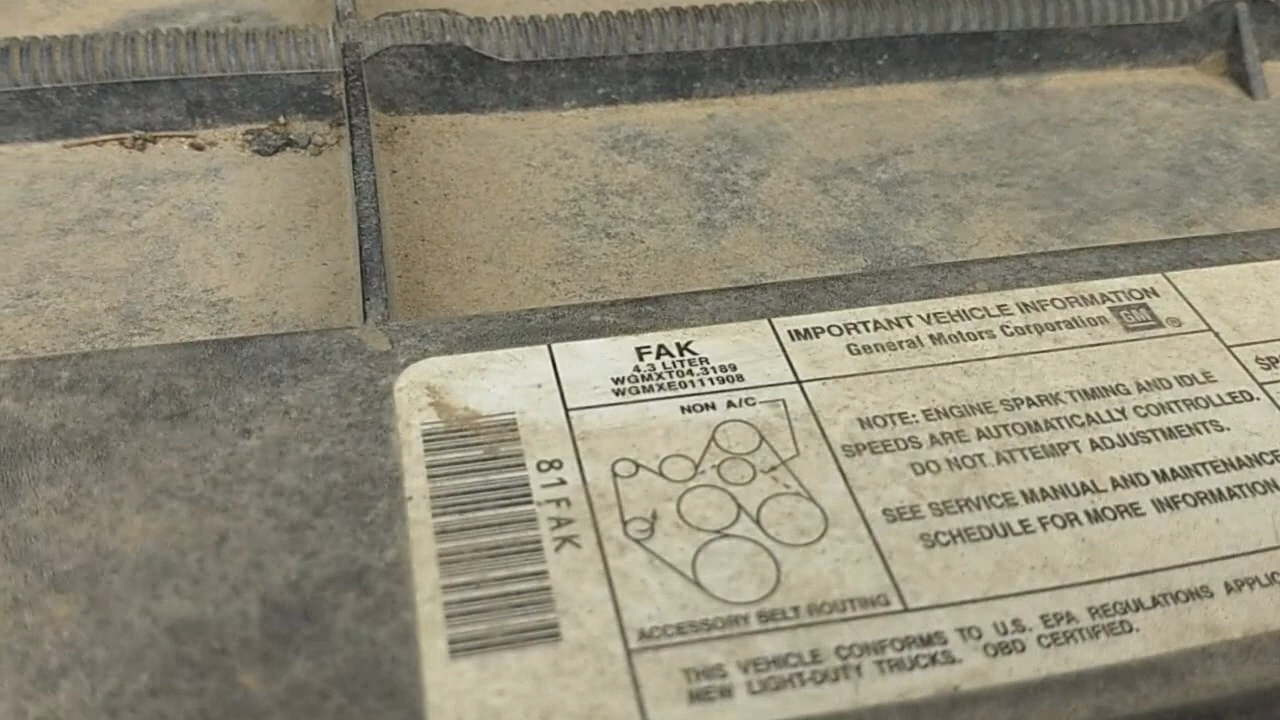 FAK
4.3 LITER
WGMXT04.3189
WGMXE0111908
NON A/C
81FAK
ACCESSORY BELT ROUTING
IMPORTANT VEHICLE INFORMATION
General Motors Corporation GM ®
NOTE: ENGINE SPARK TIMING AND IDLE
SPEEDS ARE AUTOMATICALLY CONTROLLED.
DO NOT ATTEMPT ADJUSTMENTS.
SEE SERVICE MANUAL AND MAINTENANCE
SCHEDULE FOR MORE INFORMATION
THIS VEHICLE CONFORMS TO U.S. EPA REGULATIONS
NEW LIGHT-DUTY TRUCKS. OBD CERTIFIED.